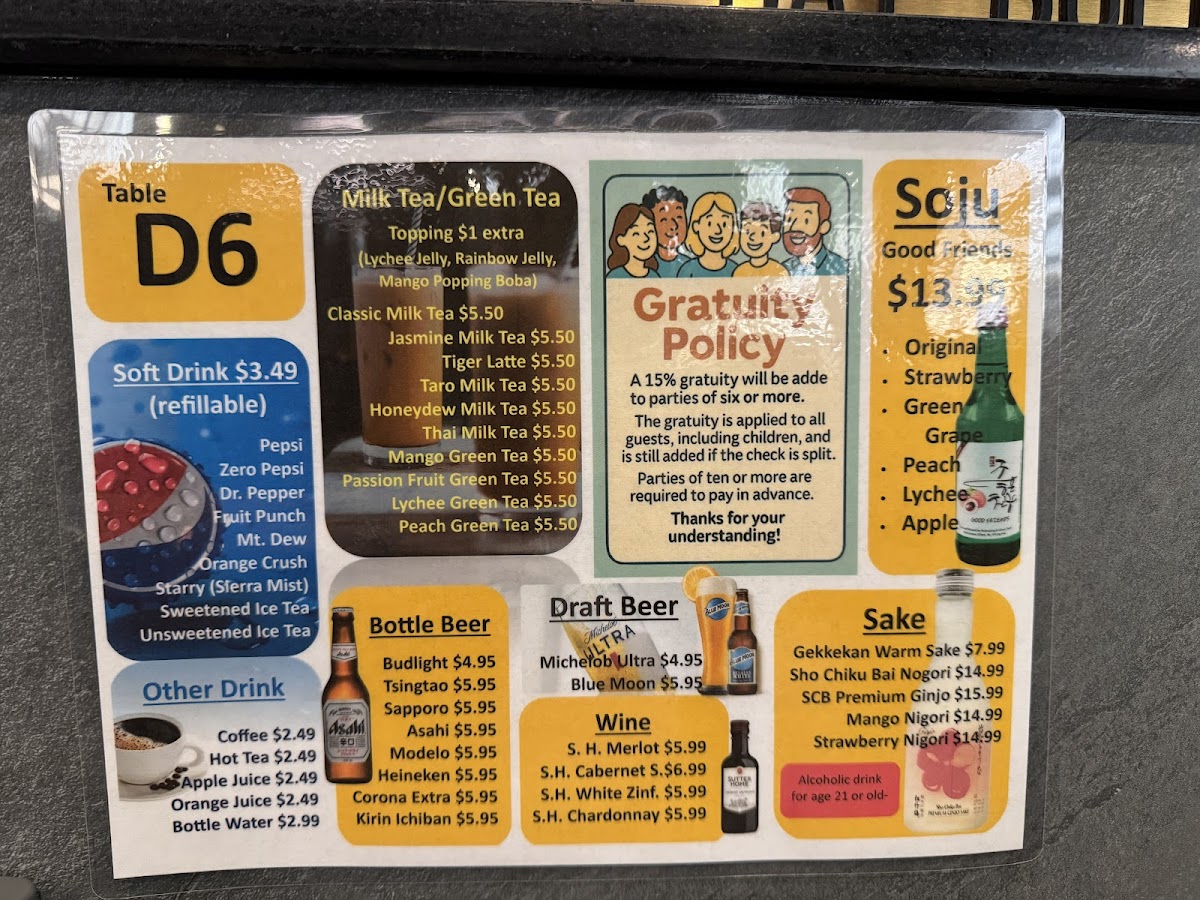 Table
D6
Soft Drink $3.49
(refillable)
Pepsi
Zero Pepsi
Dr. Pepper
Fruit Punch
Mt. Dew
Orange Crush
Starry (Sierra Mist)
Sweetened Ice Tea
Unsweetened Ice Tea
Other Drink
Coffee $2.49
Hot Tea $2.49
Apple Juice $2.49
Orange Juice $2.49
Bottle Water $2.99
Milk Tea/Green Tea
Topping $1 extra
(Lychee Jelly, Rainbow Jelly,
Mango Popping Boba)
Classic Milk Tea $5.50
Jasmine Milk Tea $5.50
Tiger Latte $5.50
Taro Milk Tea $5.50
Honeydew Milk Tea $5.50
Thai Milk Tea $5.50
Mango Green Tea $5.50
Passion Fruit Green Tea $5.50
Lychee Green Tea $5.50
Peach Green Tea $5.50
Gratuity
Policy
A 15% gratuity will be adde
to parties of six or more.
The gratuity is applied to all
guests, including children, and
is still added if the check is split.
Parties of ten or more are
required to pay in advance.
Thanks for your
understanding!
Soju
Good Friends
$13.99
• Original
• Strawberry
• Green
Grape
• Peach
• Lychee
• Apple
GOOD FRIENDS
Bottle Beer
Budlight $4.95
Tsingtao $5.95
Sapporo $5.95
Asahi $5.95
Modelo $5.95
Heineken $5.95
Corona Extra $5.95
Kirin Ichiban $5.95
Asahi
Draft Beer
Michelob Ultra $4.95
Blue Moon $5.95
Michelob
ULTRA
BLUE MOON
BLUE MOON
Wine
S. H. Merlot $5.99
S.H. Cabernet S.$6.99
S.H. White Zinf. $5.99
S.H. Chardonnay $5.99
SUTTER
HOME
Sake
Gekkekan Warm Sake $7.99
Sho Chiku Bai Nogori $14.99
SCB Premium Ginjo $15.99
Mango Nigori $14.99
Strawberry Nigori $14.99
Alcoholic drink
for age 21 or old-